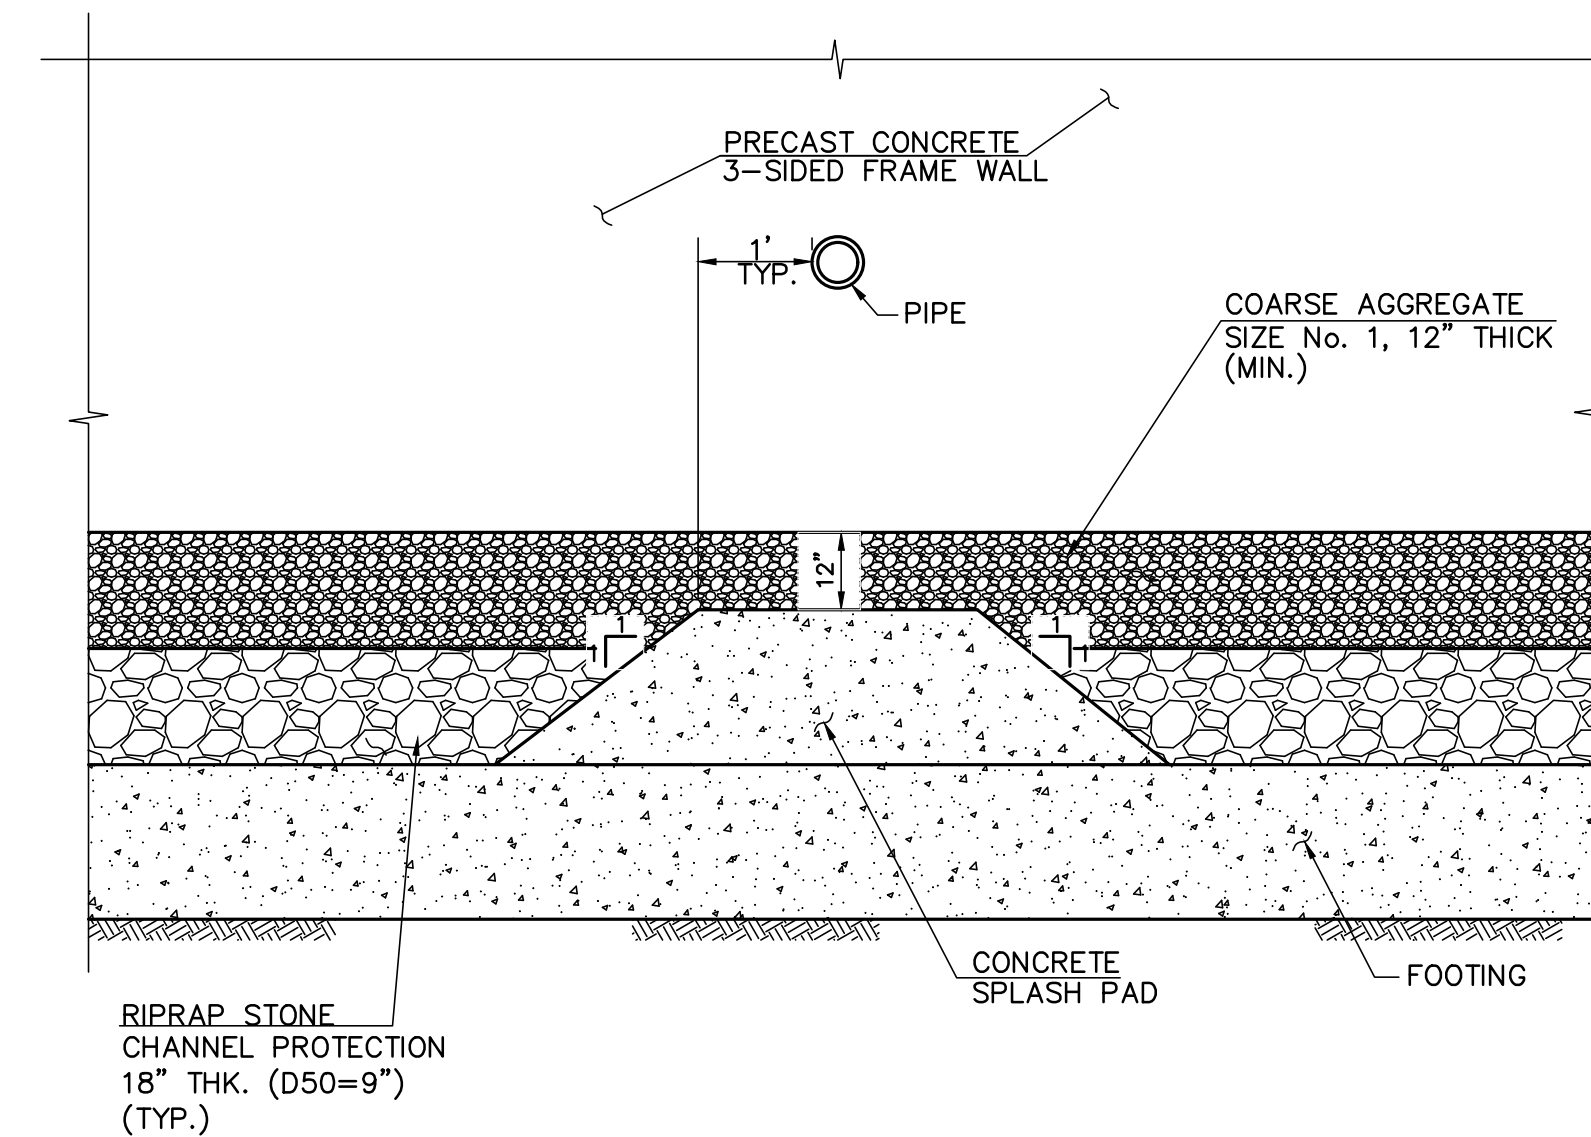 PRECAST CONCRETE
3-SIDED FRAME WALL
1'
TYP.
PIPE
COARSE AGGREGATE
SIZE No. 1, 12" THICK
(MIN.)
12"
1
1
1
1
CONCRETE
SPLASH PAD
FOOTING
RIPRAP STONE
CHANNEL PROTECTION
18" THK. (D50=9")
(TYP.)